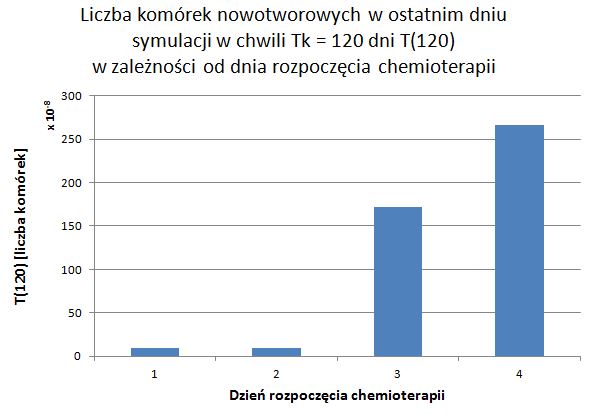 Liczba komórek nowotworowych w ostatnim dniu
symulacji w chwili Tk = 120 dni T(120)
w zależności od dnia rozpoczęcia chemioterapii
x 10⁻⁸
T(120) [liczba komórek]
300
250
200
150
100
50
0
1 2 3 4
Dzień rozpoczęcia chemioterapii